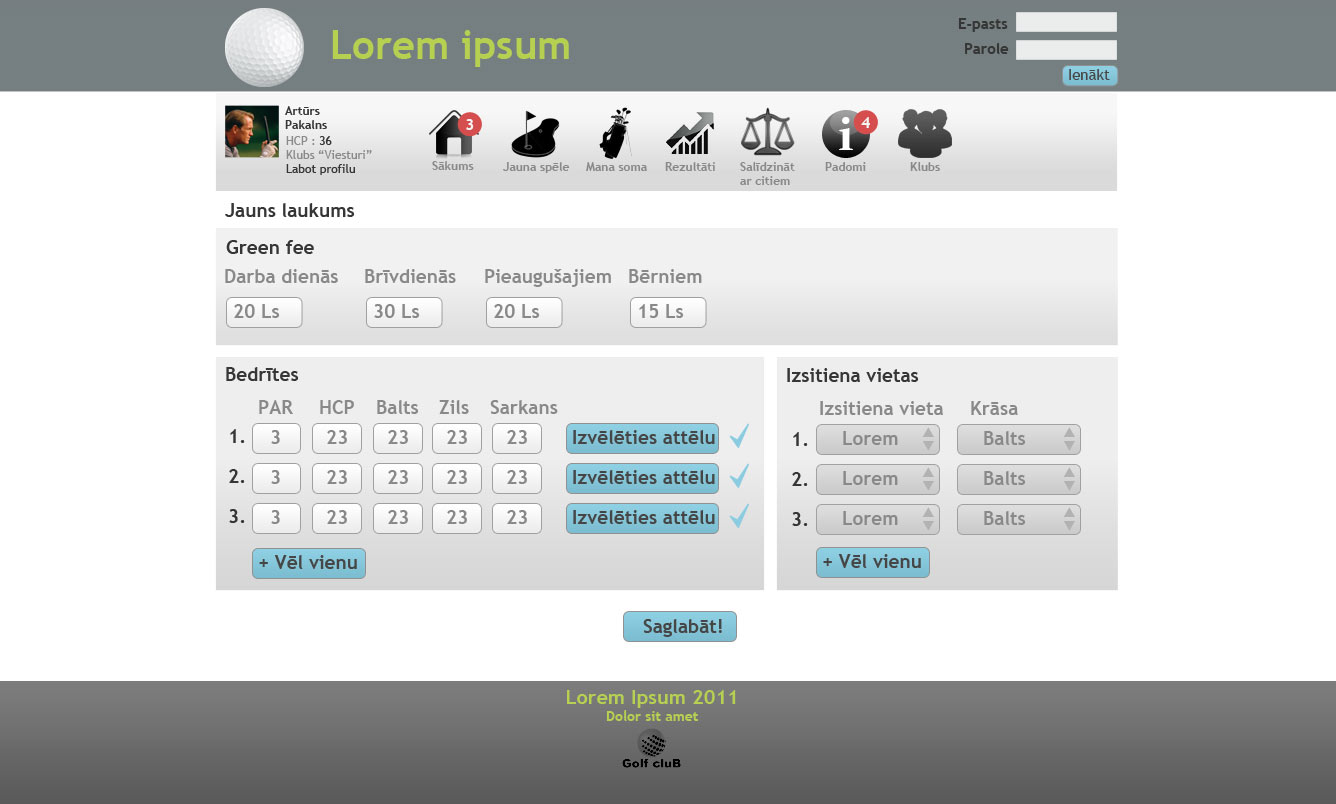 Lorem ipsum
E-pasts
Parole
Ienākt
Artūrs
Pakalns
HCP : 36
Klubs “Viesturi”
Labot profilu
3
Sākums
Jauna spēle
Mana soma
Rezultāti
Salīdzināt
ar citiem
i
4
Padomi
Klubs
Jauns laukums
Green fee
Darba dienās Brīvdienās Pieaugušajiem Bērniem
20 Ls 30 Ls 20 Ls 15 Ls
Bedrītes
PAR HCP Balts Zils Sarkans
1. 3 23 23 23 23 Izvēlēties attēlu
2. 3 23 23 23 23 Izvēlēties attēlu
3. 3 23 23 23 23 Izvēlēties attēlu
+ Vēl vienu
Izsitiena vietas
Izsitiena vieta Krāsa
1. Lorem Balts
2. Lorem Balts
3. Lorem Balts
+ Vēl vienu
Saglabāt!
Lorem Ipsum 2011
Dolor sit amet
Golf cluB